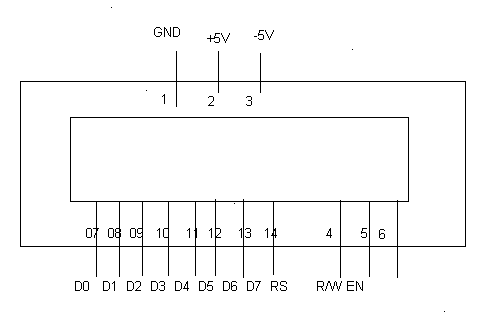 GND +5V -5V
1 2 3
07 08 09 10 11 12 13 14 4 5 6
D0 D1 D2 D3 D4 D5 D6 D7 RS R/W EN